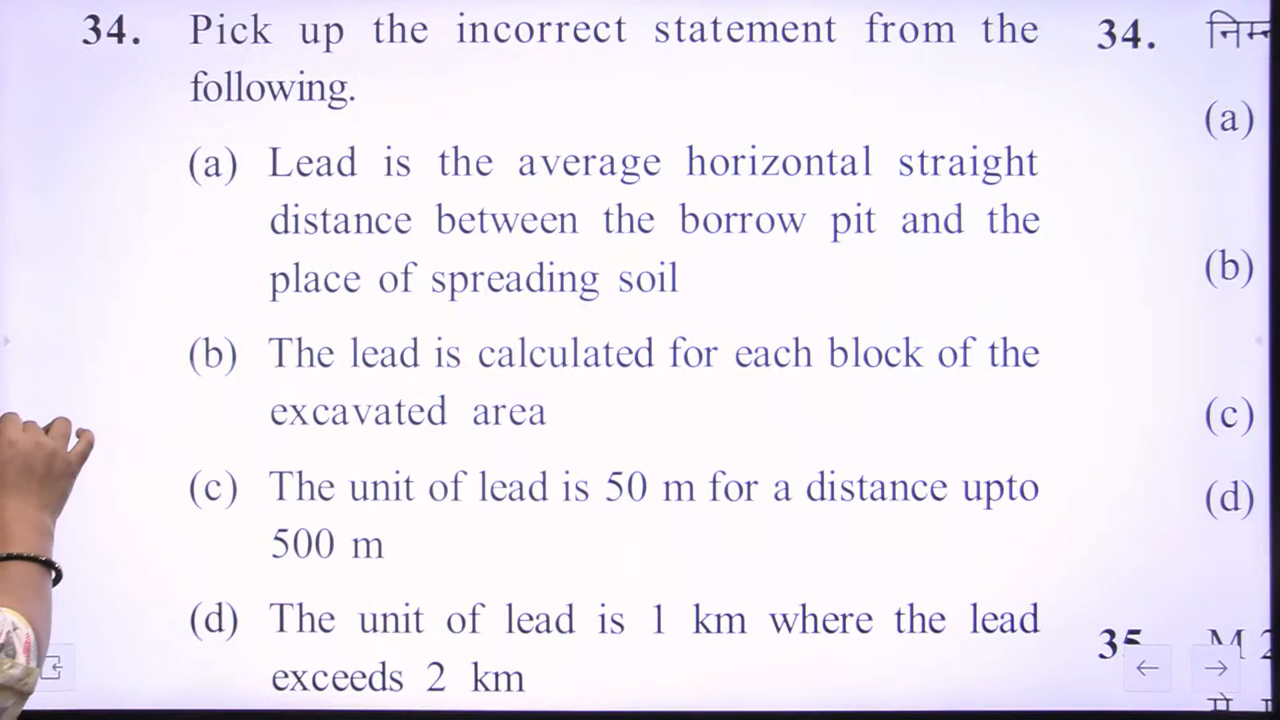 34. Pick up the incorrect statement from the
following.
(a) Lead is the average horizontal straight
distance between the borrow pit and the
place of spreading soil
(b) The lead is calculated for each block of the
excavated area
(c) The unit of lead is 50 m for a distance upto
500 m
(d) The unit of lead is 1 km where the lead
exceeds 2 km
34.
(a)
(b)
(c)
(d)
35